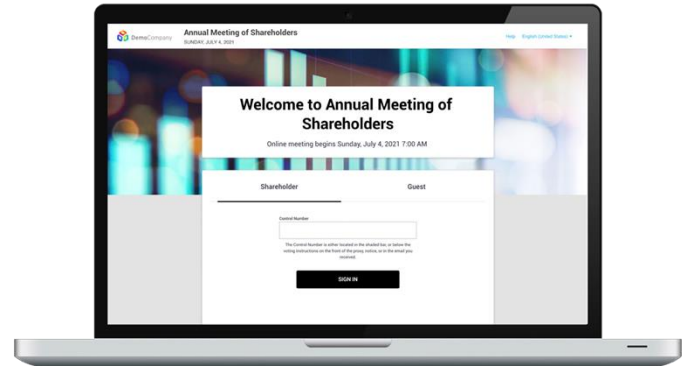 DemoCompany
Annual Meeting of Shareholders
SUNDAY, JULY 4, 2021
Help
English (United States)
Welcome to Annual Meeting of
Shareholders
Online meeting begins Sunday, July 4, 2021 7:00 AM
Shareholder
Guest
Control Number
The Control Number is either located in the shaded bar, or below the
voting instructions on the front of the proxy, notice, or in the email you
received.
SIGN IN